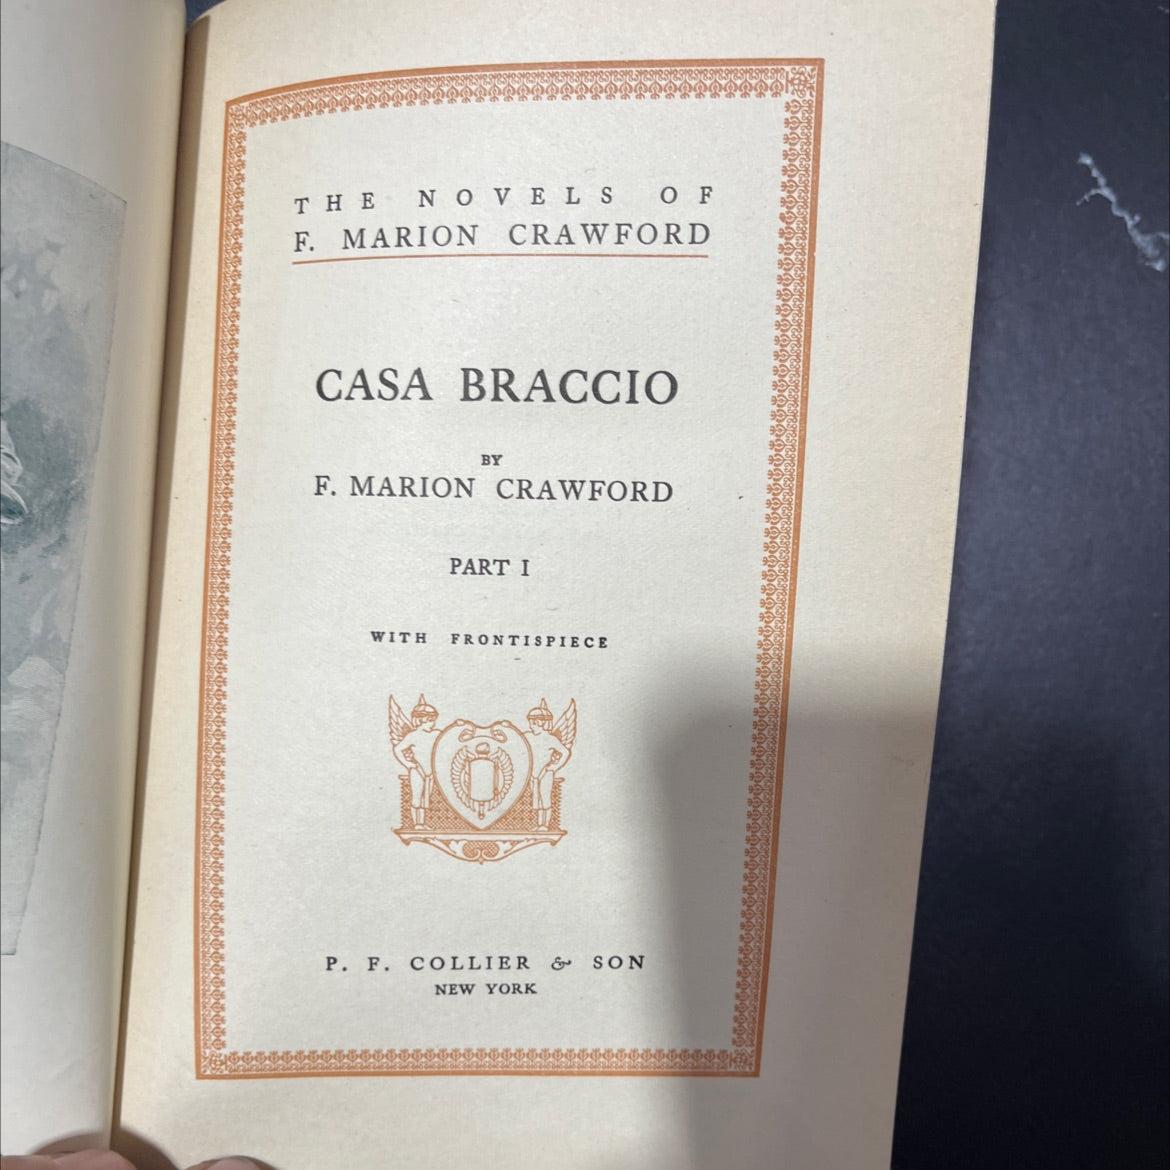 THE NOVELS OF
F. MARION CRAWFORD
CASA BRACCIO
BY
F. MARION CRAWFORD
PART I
WITH FRONTISPIECE
P. F. COLLIER & SON
NEW YORK